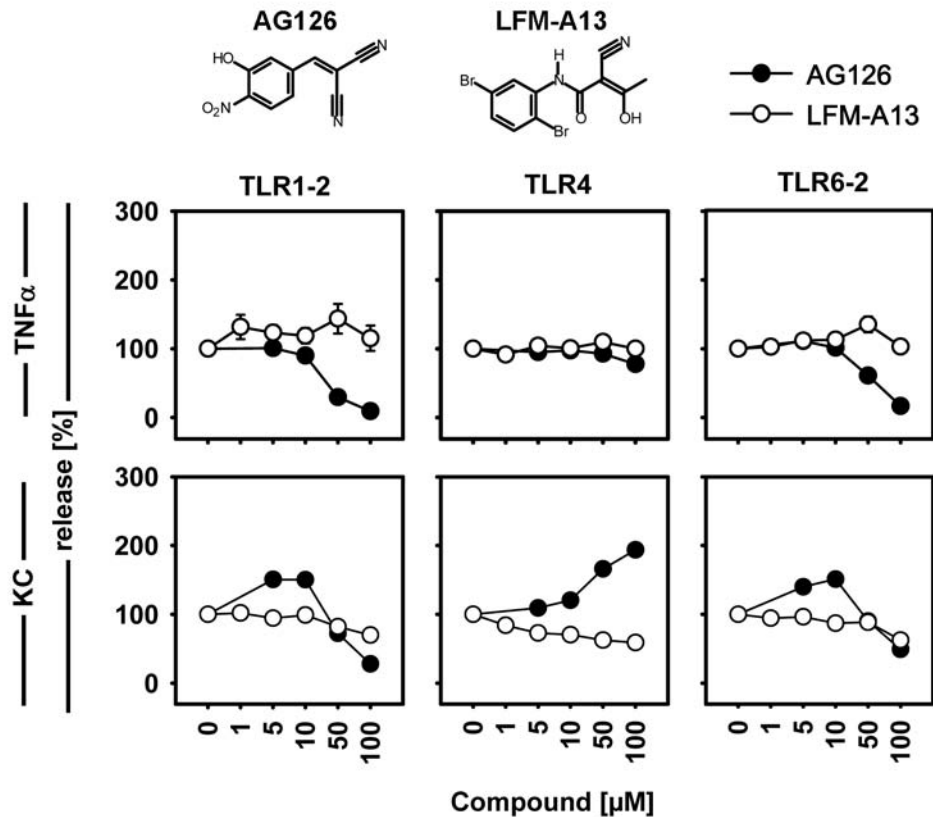 AG126
LFM-A13
HO
O₂N
N
N
Br
H
N
O
N
OH
Br
AG126
LFM-A13
TLR1-2
TLR4
TLR6-2
TNFα
KC
release [%]
300
200
100
0
300
200
100
0
0 1 5 10 50 100
0 1 5 10 50 100
0 1 5 10 50 100
Compound [µM]